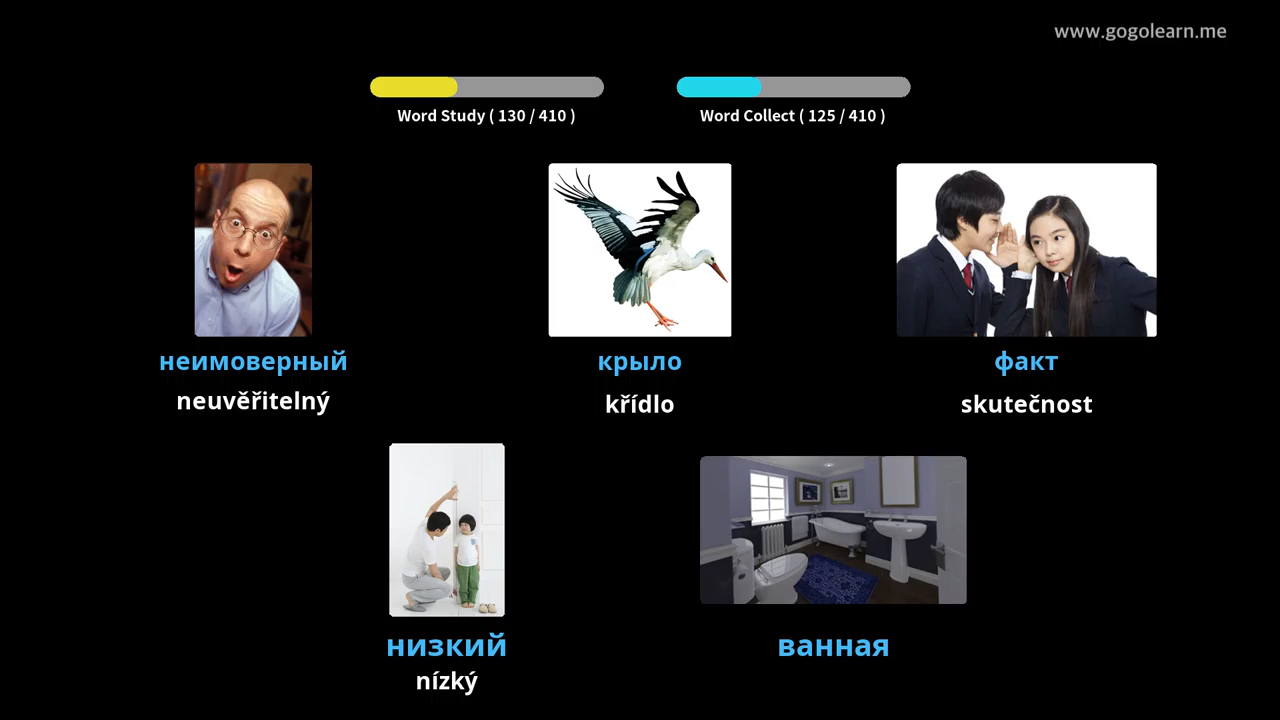 www.gogolearn.me
Word Study ( 130 / 410 )
Word Collect ( 125 / 410 )
неимоверный
neuvěřitelný
крыло
křídlo
факт
skutečnost
низкий
nízký
ванная